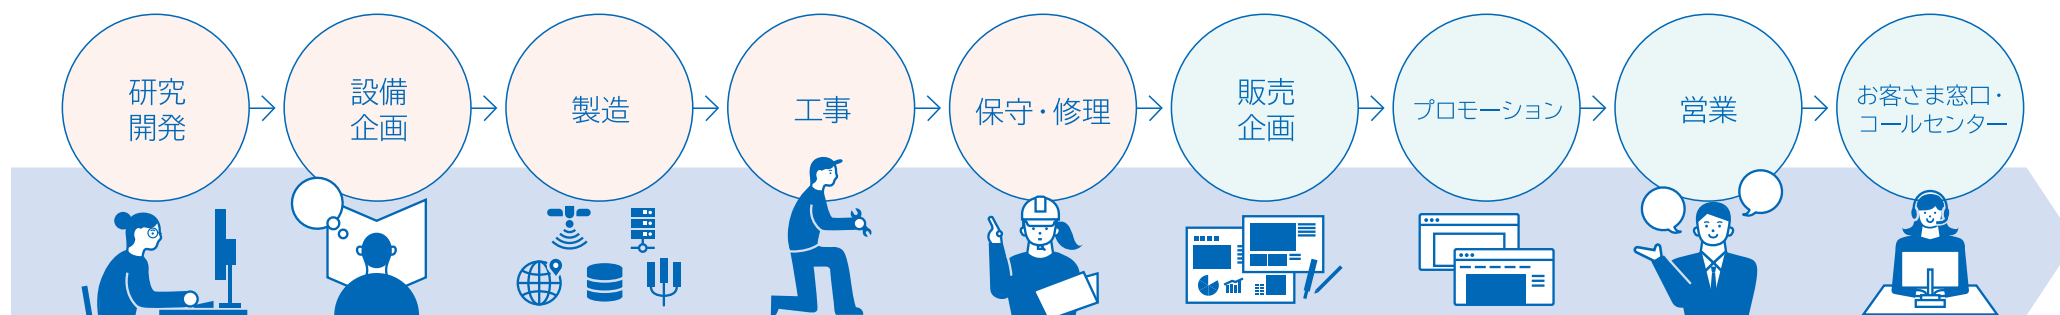 研究
開発
設備
企画
製造
工事
保守・修理
販売
企画
プロモーション
営業
お客さま窓口・
コールセンター